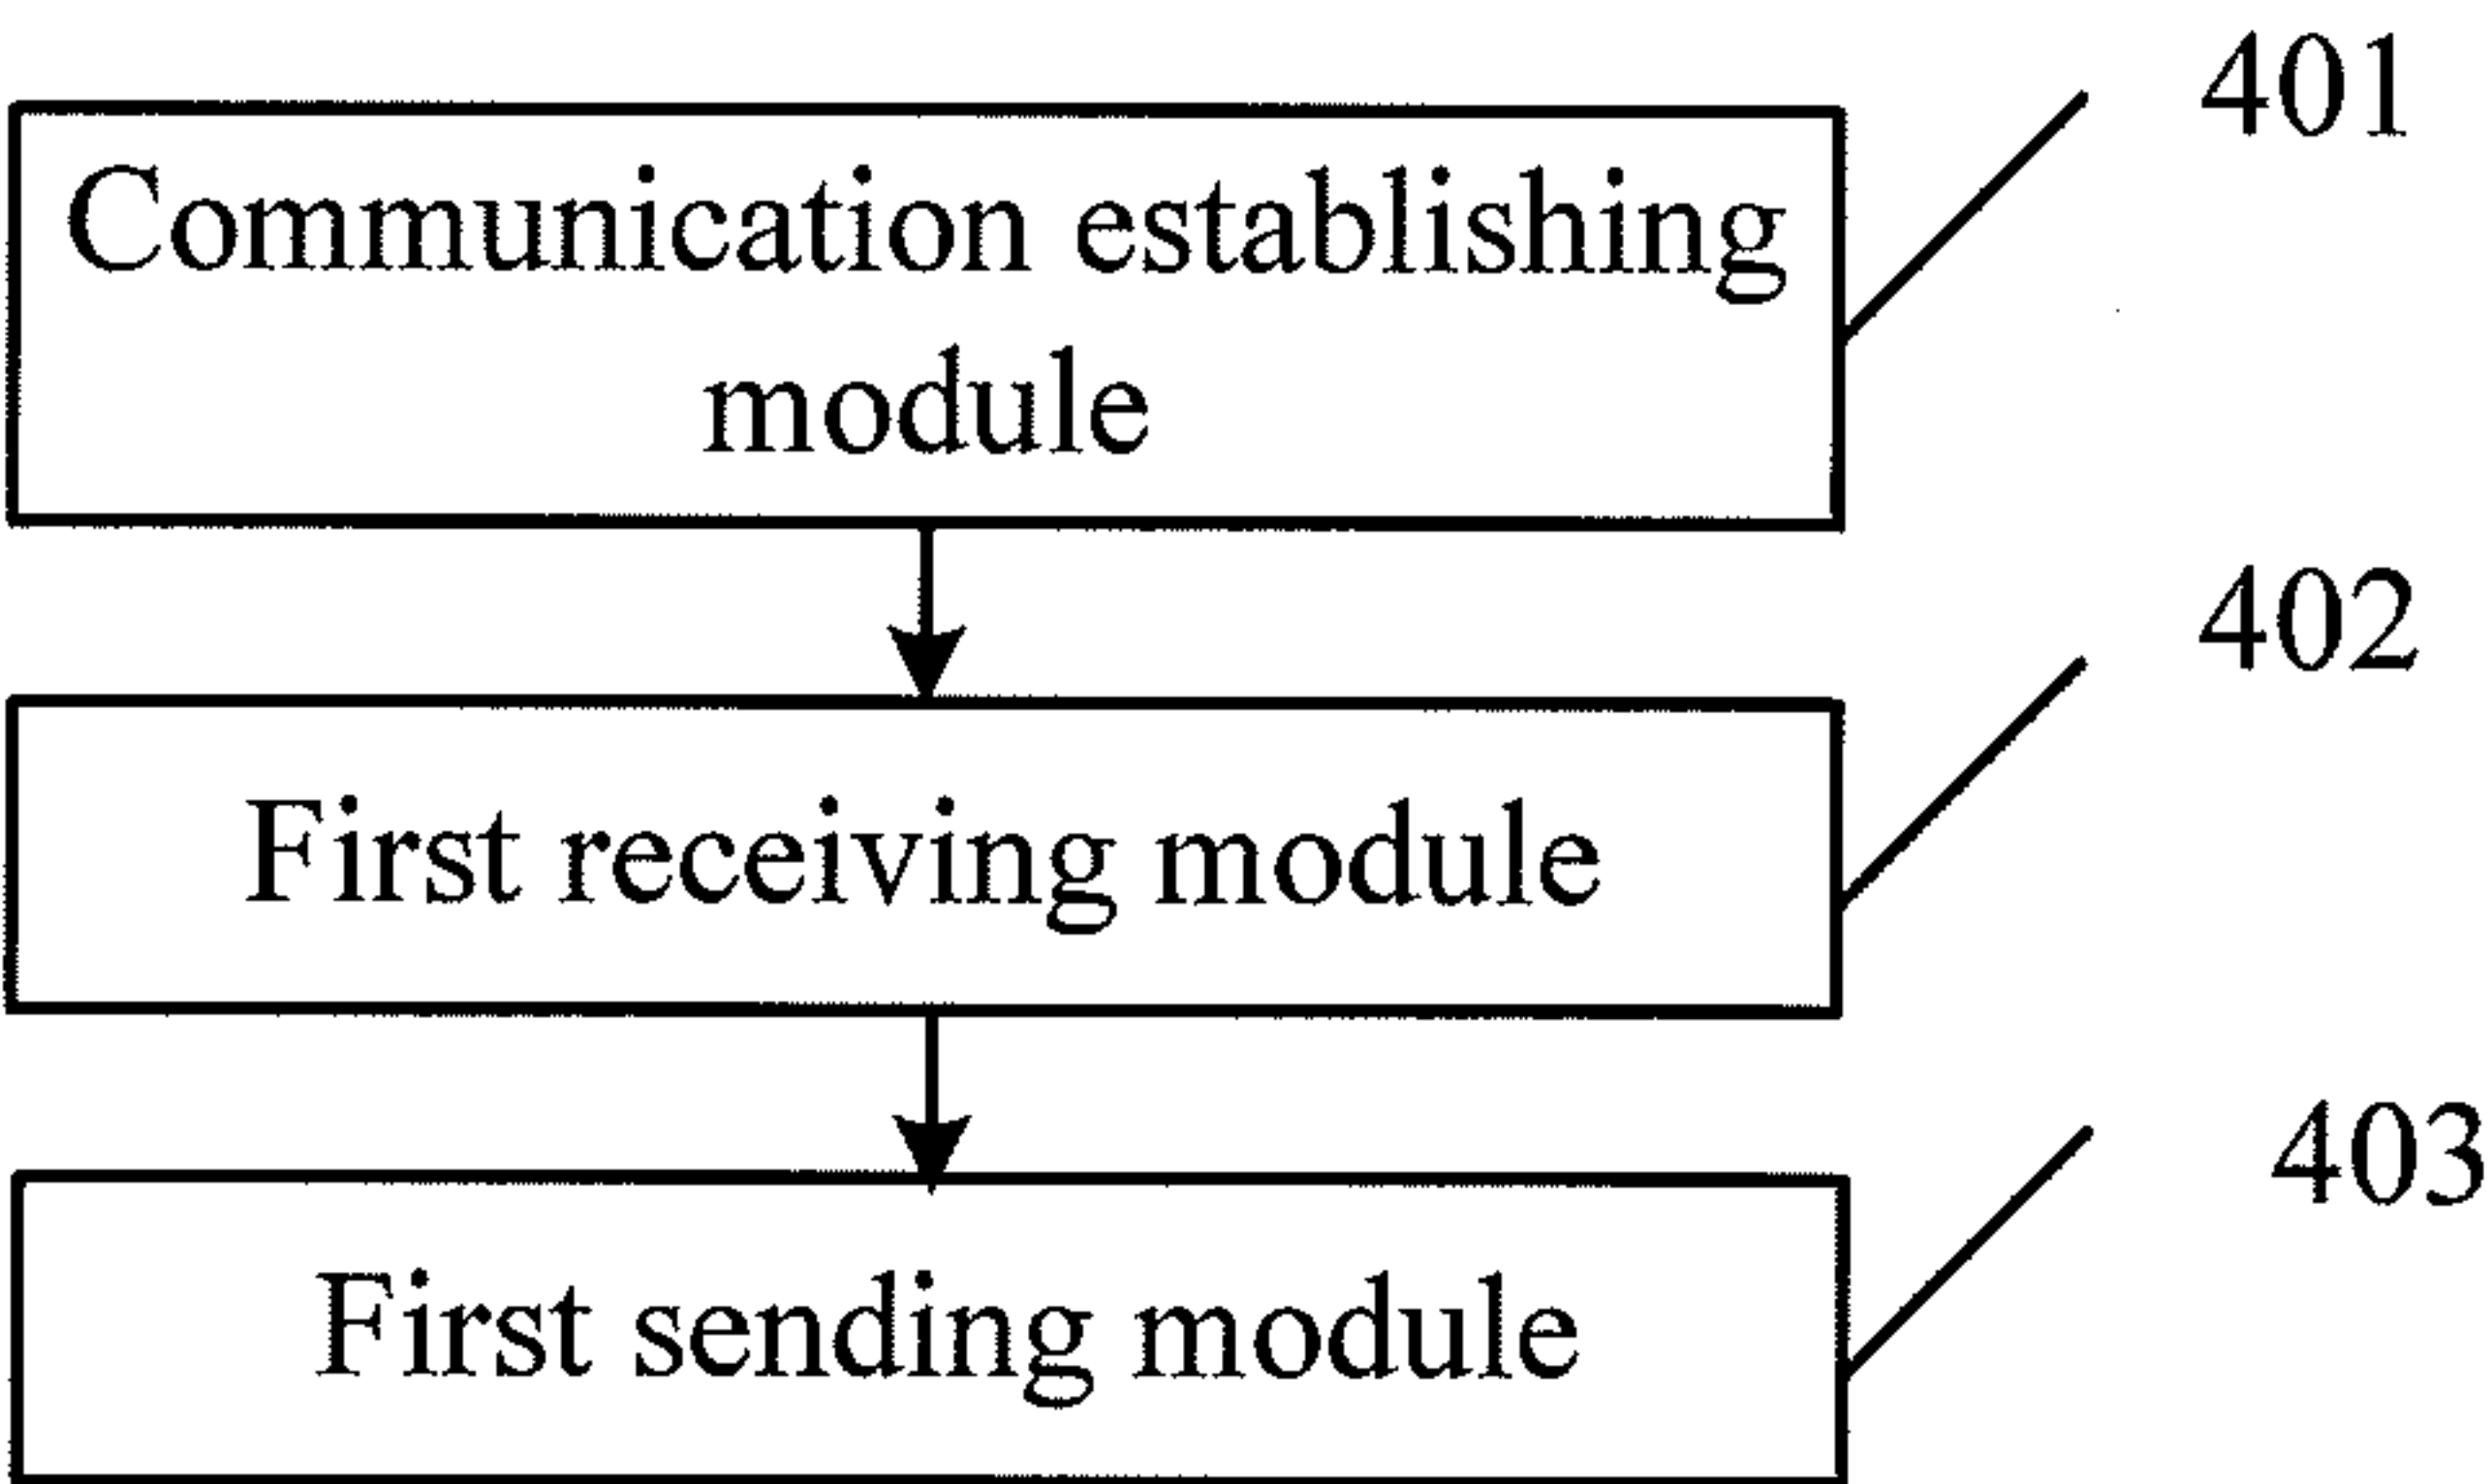 401
Communication establishing
module
402
First receiving module
403
First sending module